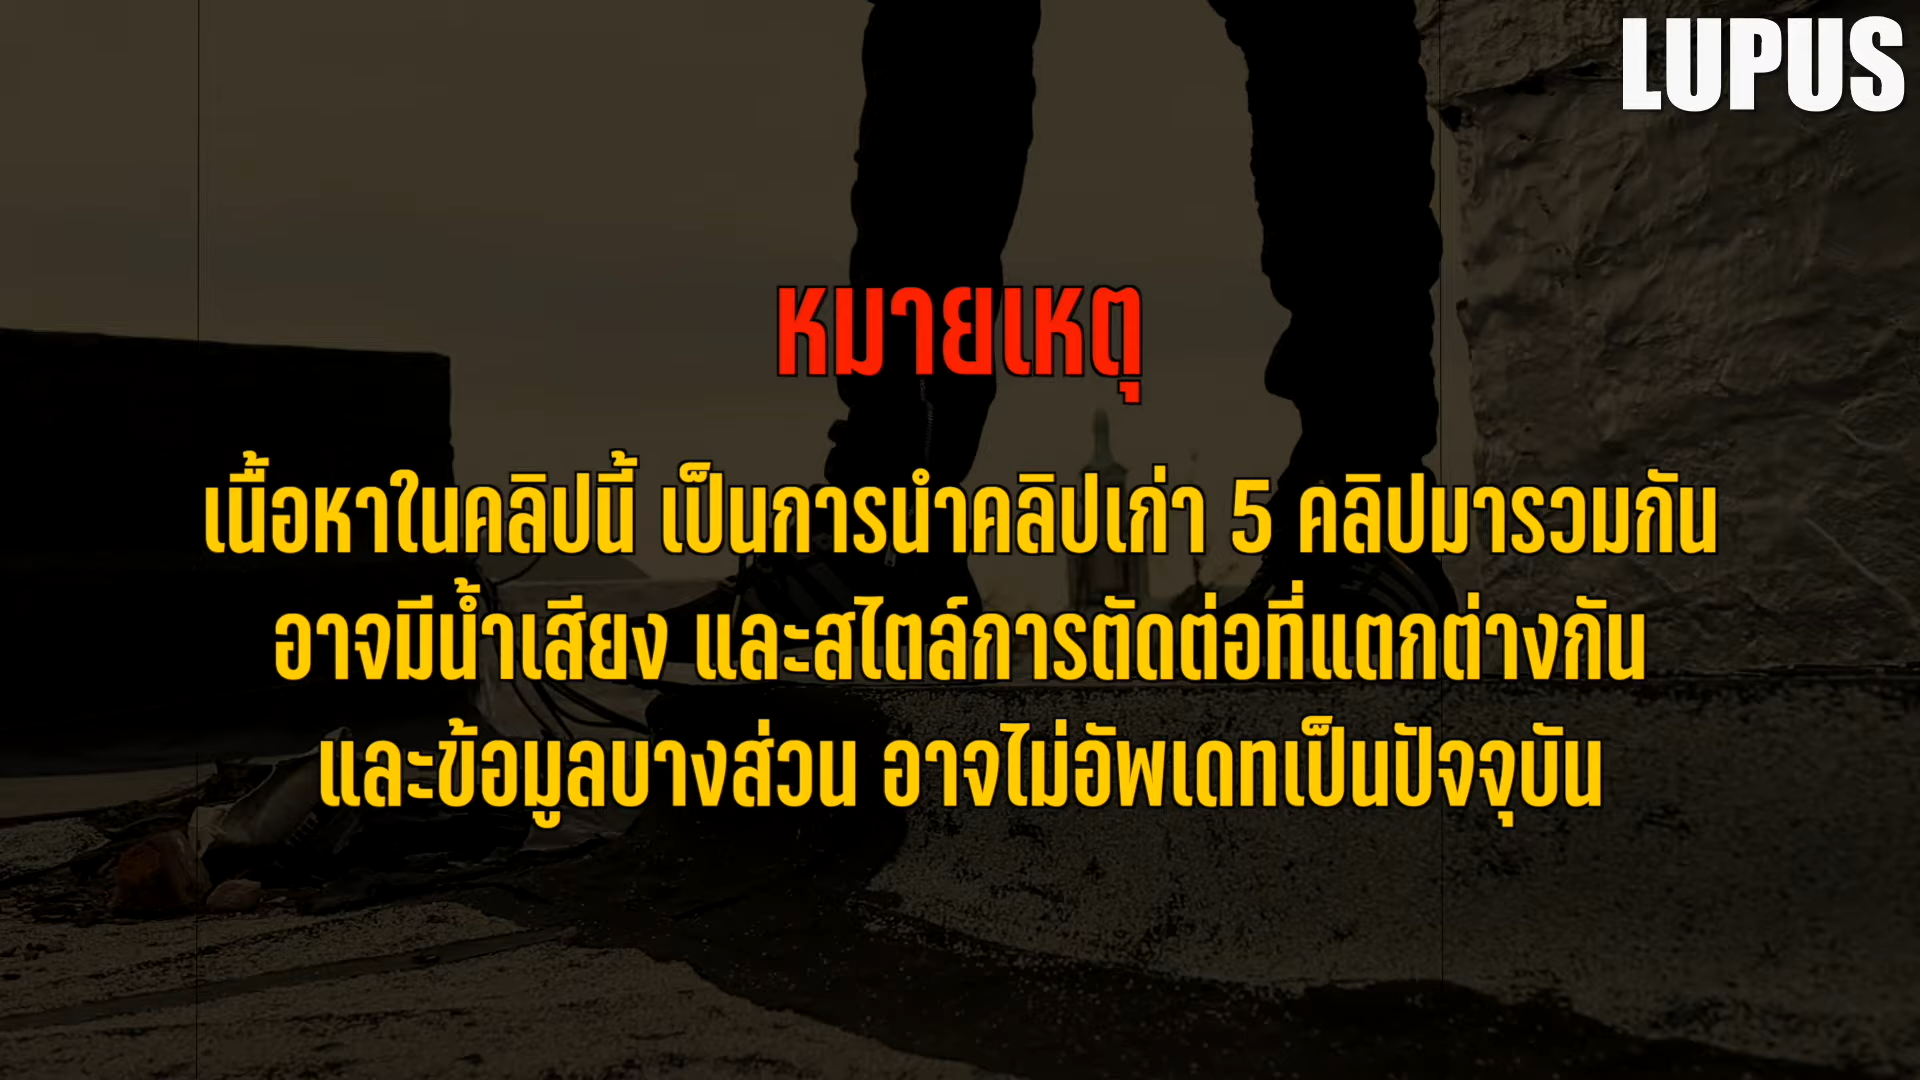 LUPUS
หมายเหตุ
เนื้อหาในคลิปนี้ เป็นการนำคลิปเก่า 5 คลิปมารวมกัน
อาจมีน้ำเสียง และสไตล์การตัดต่อที่แตกต่างกัน
และข้อมูลบางส่วน อาจไม่อัพเดทเป็นปัจจุบัน